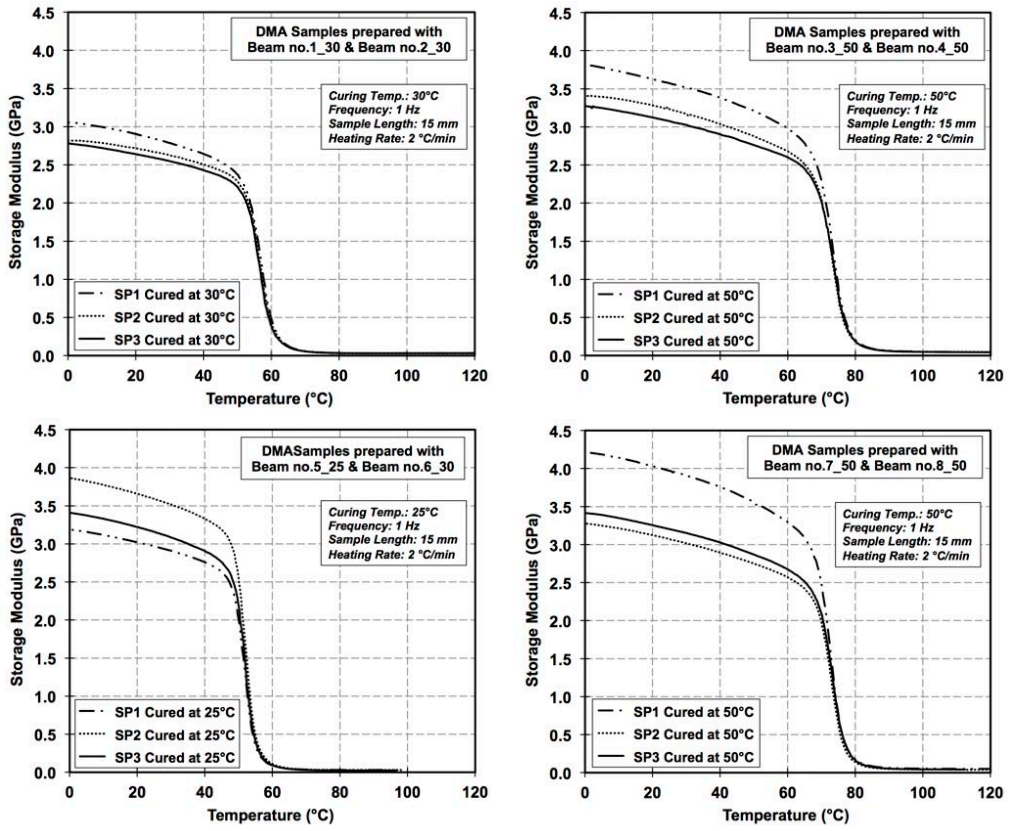 4.5
4.0
3.5
3.0
2.5
2.0
1.5
1.0
0.5
0.0
Storage Modulus (GPa)
DMA Samples prepared with
Beam no.1_30 & Beam no.2_30
Curing Temp.: 30°C
Frequency: 1 Hz
Sample Length: 15 mm
Heating Rate: 2 °C/min
SP1 Cured at 30°C
SP2 Cured at 30°C
SP3 Cured at 30°C
0 20 40 60 80 100 120
Temperature (°C)
4.5
4.0
3.5
3.0
2.5
2.0
1.5
1.0
0.5
0.0
Storage Modulus (GPa)
DMA Samples prepared with
Beam no.3_50 & Beam no.4_50
Curing Temp.: 50°C
Frequency: 1 Hz
Sample Length: 15 mm
Heating Rate: 2 °C/min
SP1 Cured at 50°C
SP2 Cured at 50°C
SP3 Cured at 50°C
0 20 40 60 80 100 120
Temperature (°C)
4.5
4.0
3.5
3.0
2.5
2.0
1.5
1.0
0.5
0.0
Storage Modulus (GPa)
DMASamples prepared with
Beam no.5_25 & Beam no.6_30
Curing Temp.: 25°C
Frequency: 1 Hz
Sample Length: 15 mm
Heating Rate: 2 °C/min
SP1 Cured at 25°C
SP2 Cured at 25°C
SP3 Cured at 25°C
0 20 40 60 80 100 120
Temperature (°C)
4.5
4.0
3.5
3.0
2.5
2.0
1.5
1.0
0.5
0.0
Storage Modulus (GPa)
DMA Samples prepared with
Beam no.7_50 & Beam no.8_50
Curing Temp.: 50°C
Frequency: 1 Hz
Sample Length: 15 mm
Heating Rate: 2 °C/min
SP1 Cured at 50°C
SP2 Cured at 50°C
SP3 Cured at 50°C
0 20 40 60 80 100 120
Temperature (°C)